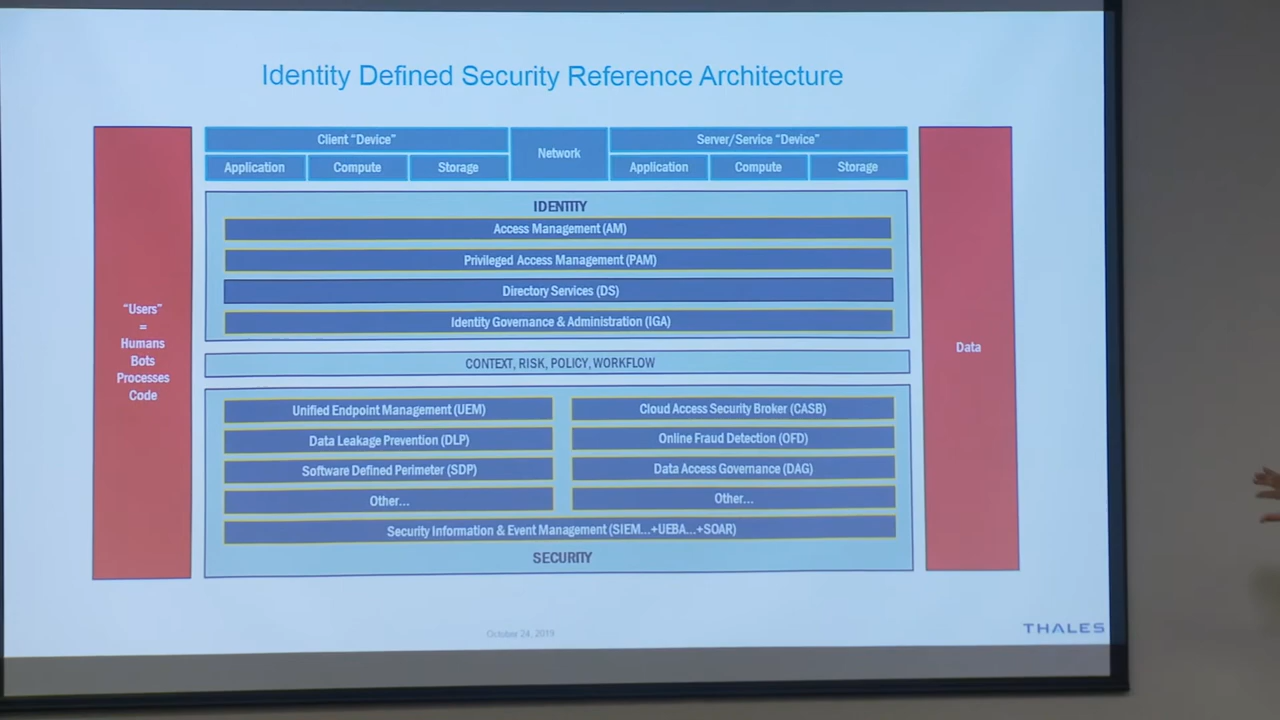 Identity Defined Security Reference Architecture
Client "Device"
Network
Server/Service "Device"
Application
Compute
Storage
Application
Compute
Storage
"Users"
=
Humans
Bots
Processes
Code
IDENTITY
Access Management (AM)
Privileged Access Management (PAM)
Directory Services (DS)
Identity Governance & Administration (IGA)
CONTEXT, RISK, POLICY, WORKFLOW
Unified Endpoint Management (UEM)
Cloud Access Security Broker (CASB)
Data Leakage Prevention (DLP)
Online Fraud Detection (OFD)
Software Defined Perimeter (SDP)
Data Access Governance (DAG)
Other...
Other...
Security Information & Event Management (SIEM...+UEBA...+SOAR)
SECURITY
Data
October 24, 2019
THALES